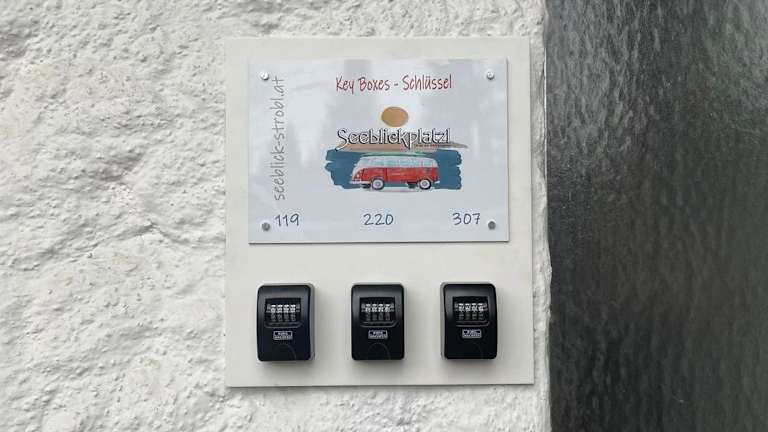 Key Boxes - Schlüssel
seeblick-strobl.at
Seeblickplatzl
119 220 307